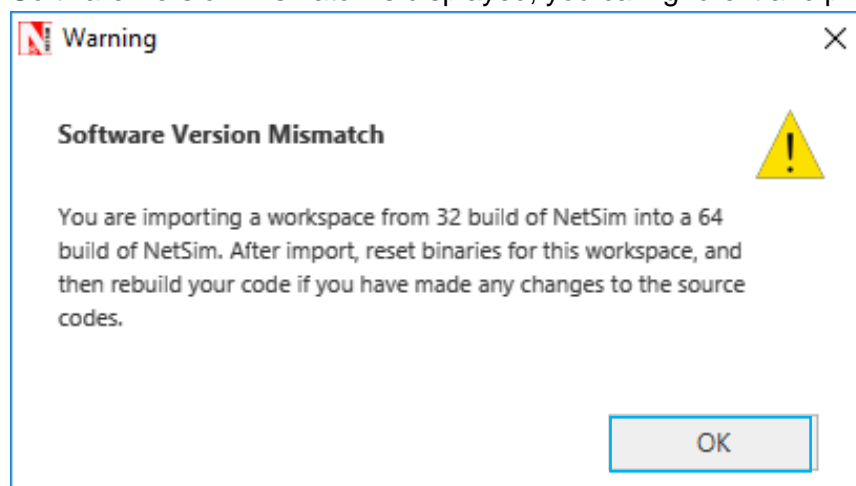 Warning
Software Version Mismatch
You are importing a workspace from 32 build of NetSim into a 64
build of NetSim. After import, reset binaries for this workspace, and
then rebuild your code if you have made any changes to the source
codes.
OK